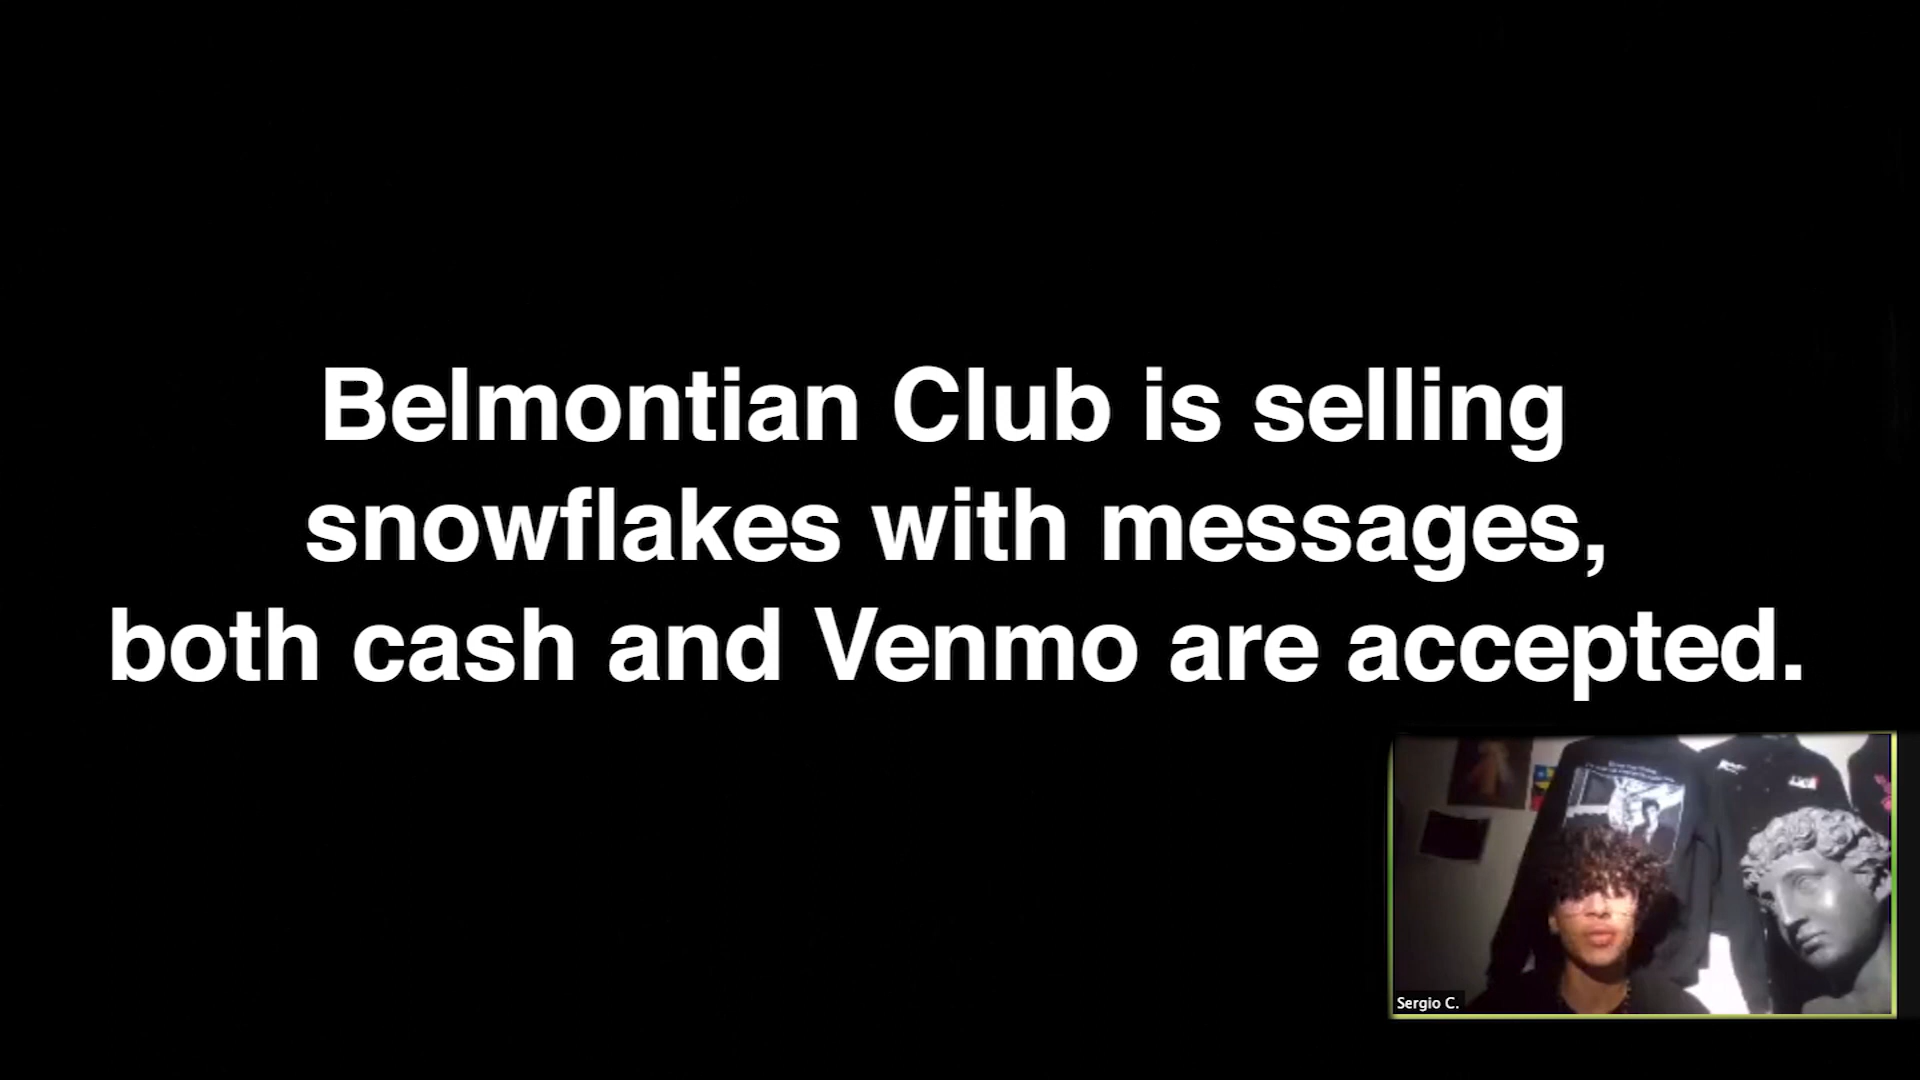 Belmontian Club is selling
snowflakes with messages,
both cash and Venmo are accepted.
Sergio C.